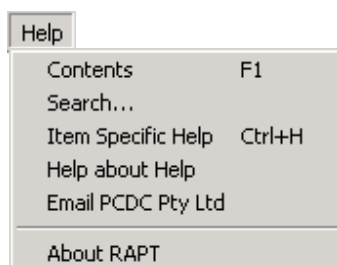 Help
Contents F1
Search...
Item Specific Help Ctrl+H
Help about Help
Email PCDC Pty Ltd
About RAPT